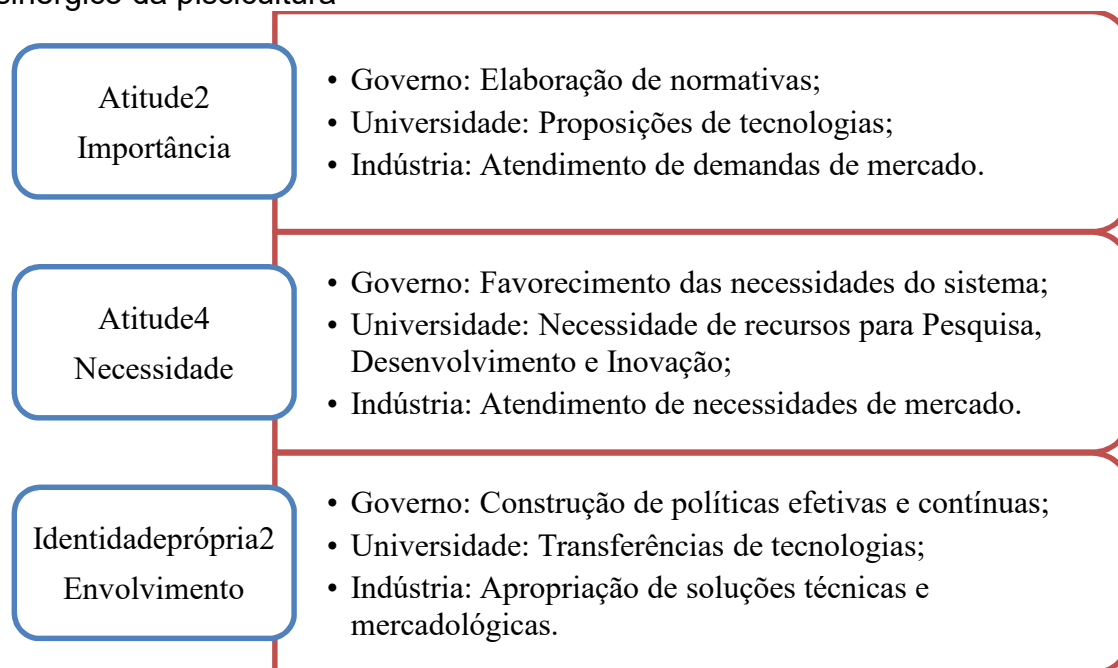 sinérgico da piscicultura
Atitude2
Importância
• Governo: Elaboração de normativas;
• Universidade: Proposições de tecnologias;
• Indústria: Atendimento de demandas de mercado.
Atitude4
Necessidade
• Governo: Favorecimento das necessidades do sistema;
• Universidade: Necessidade de recursos para Pesquisa,
Desenvolvimento e Inovação;
• Indústria: Atendimento de necessidades de mercado.
Identidadeprópria2
Envolvimento
• Governo: Construção de políticas efetivas e contínuas;
• Universidade: Transferências de tecnologias;
• Indústria: Apropriação de soluções técnicas e
mercadológicas.